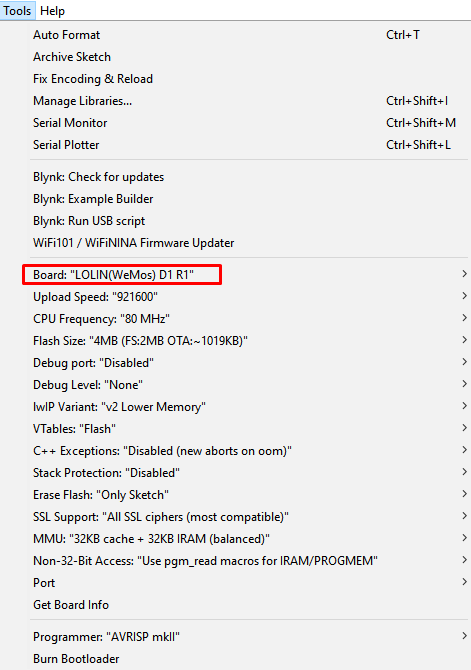 Tools Help
Auto Format Ctrl+T
Archive Sketch
Fix Encoding & Reload
Manage Libraries... Ctrl+Shift+I
Serial Monitor Ctrl+Shift+M
Serial Plotter Ctrl+Shift+L
Blynk: Check for updates
Blynk: Example Builder
Blynk: Run USB script
WiFi101 / WiFiNINA Firmware Updater
Board: "LOLIN(WeMos) D1 R1"
Upload Speed: "921600"
CPU Frequency: "80 MHz"
Flash Size: "4MB (FS:2MB OTA:~1019KB)"
Debug port: "Disabled"
Debug Level: "None"
lwIP Variant: "v2 Lower Memory"
VTables: "Flash"
C++ Exceptions: "Disabled (new aborts on oom)"
Stack Protection: "Disabled"
Erase Flash: "Only Sketch"
SSL Support: "All SSL ciphers (most compatible)"
MMU: "32KB cache + 32KB IRAM (balanced)"
Non-32-Bit Access: "Use pgm_read macros for IRAM/PROGMEM"
Port
Get Board Info
Programmer: "AVRISP mkII"
Burn Bootloader